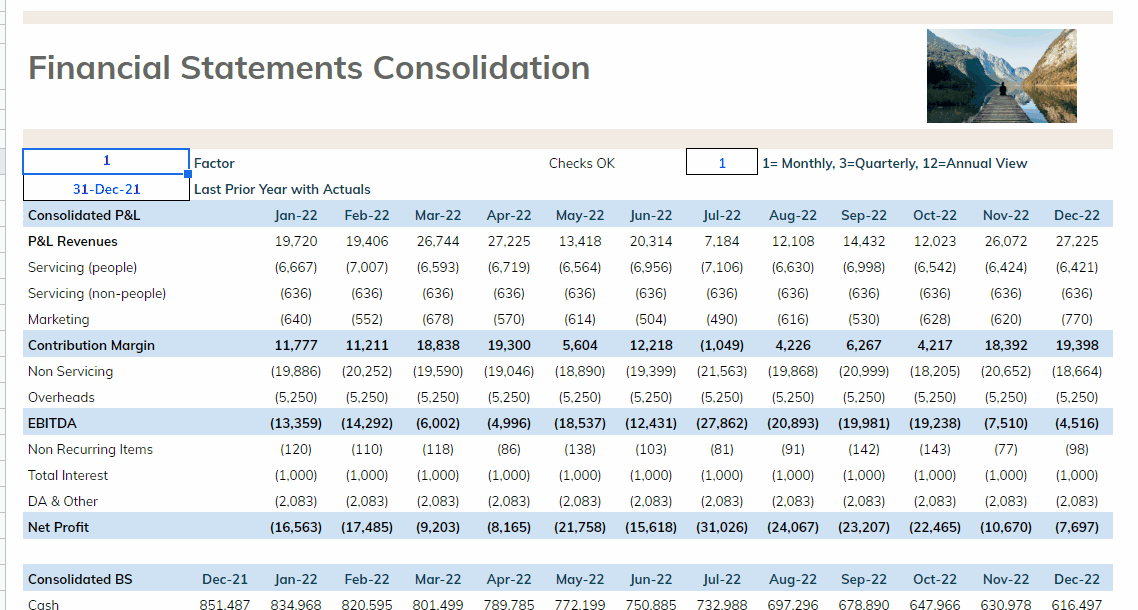 Financial Statements Consolidation
1 Factor Checks OK 1 1= Monthly, 3=Quarterly, 12=Annual View
31-Dec-21 Last Prior Year with Actuals
Consolidated P&L Jan-22 Feb-22 Mar-22 Apr-22 May-22 Jun-22 Jul-22 Aug-22 Sep-22 Oct-22 Nov-22 Dec-22
P&L Revenues 19,720 19,406 26,744 27,225 13,418 20,314 7,184 12,108 14,432 12,023 26,072 27,225
Servicing (people) (6,667) (7,007) (6,593) (6,719) (6,564) (6,956) (7,106) (6,630) (6,998) (6,542) (6,424) (6,421)
Servicing (non-people) (636) (636) (636) (636) (636) (636) (636) (636) (636) (636) (636) (636)
Marketing (640) (552) (678) (570) (614) (504) (490) (616) (530) (628) (620) (770)
Contribution Margin 11,777 11,211 18,838 19,300 5,604 12,218 (1,049) 4,226 6,267 4,217 18,392 19,398
Non Servicing (19,886) (20,252) (19,590) (19,046) (18,890) (19,399) (21,563) (19,868) (20,999) (18,205) (20,652) (18,664)
Overheads (5,250) (5,250) (5,250) (5,250) (5,250) (5,250) (5,250) (5,250) (5,250) (5,250) (5,250) (5,250)
EBITDA (13,359) (14,292) (6,002) (4,996) (18,537) (12,431) (27,862) (20,893) (19,981) (19,238) (7,510) (4,516)
Non Recurring Items (120) (110) (118) (86) (138) (103) (81) (91) (142) (143) (77) (98)
Total Interest (1,000) (1,000) (1,000) (1,000) (1,000) (1,000) (1,000) (1,000) (1,000) (1,000) (1,000) (1,000)
DA & Other (2,083) (2,083) (2,083) (2,083) (2,083) (2,083) (2,083) (2,083) (2,083) (2,083) (2,083) (2,083)
Net Profit (16,563) (17,485) (9,203) (8,165) (21,758) (15,618) (31,026) (24,067) (23,207) (22,465) (10,670) (7,697)
Consolidated BS Dec-21 Jan-22 Feb-22 Mar-22 Apr-22 May-22 Jun-22 Jul-22 Aug-22 Sep-22 Oct-22 Nov-22 Dec-22
Cash 851,487 834,968 820,595 801,499 789,785 772,199 750,885 732,988 697,296 678,890 647,966 630,978 616,497